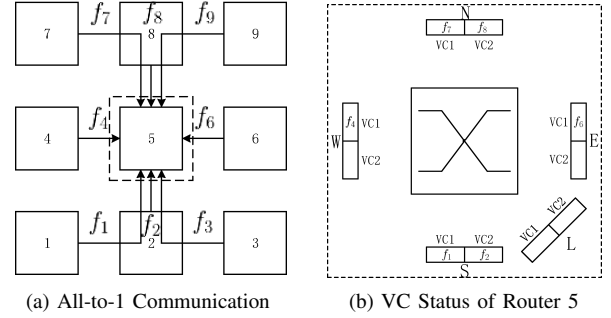 f7 f8 f9
7 8 9
f4 f6
4 5 6
f1 f2 f3
1 2 3
(a) All-to-1 Communication
N
f7 f8
VC1 VC2
W
f4 VC1
VC2
VC1 f6
VC2
E
VC1 VC2
L
VC1 VC2
f1 f2
S
(b) VC Status of Router 5